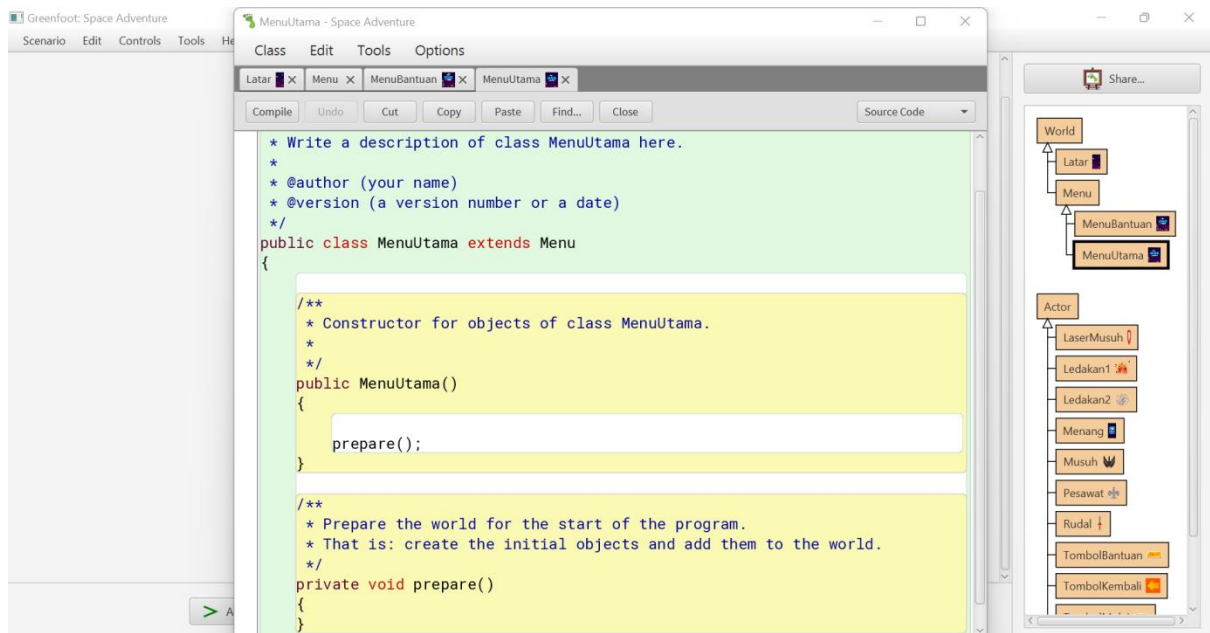 Greenfoot: Space Adventure
Scenario Edit Controls Tools He
MenuUtama - Space Adventure
Class Edit Tools Options
Latar X Menu X MenuBantuan X MenuUtama X
Compile Undo Cut Copy Paste Find... Close Source Code
* Write a description of class MenuUtama here.
*
* @author (your name)
* @version (a version number or a date)
*/
public class MenuUtama extends Menu
{
/**
* Constructor for objects of class MenuUtama.
*
*/
public MenuUtama()
{
prepare();
}
/**
* Prepare the world for the start of the program.
* That is: create the initial objects and add them to the world.
*/
private void prepare()
{
}
> A
Share...
World
Latar
Menu
MenuBantuan
MenuUtama
Actor
LaserMusuh
Ledakan1
Ledakan2
Menang
Musuh
Pesawat
Rudal
TombolBantuan
TombolKembali